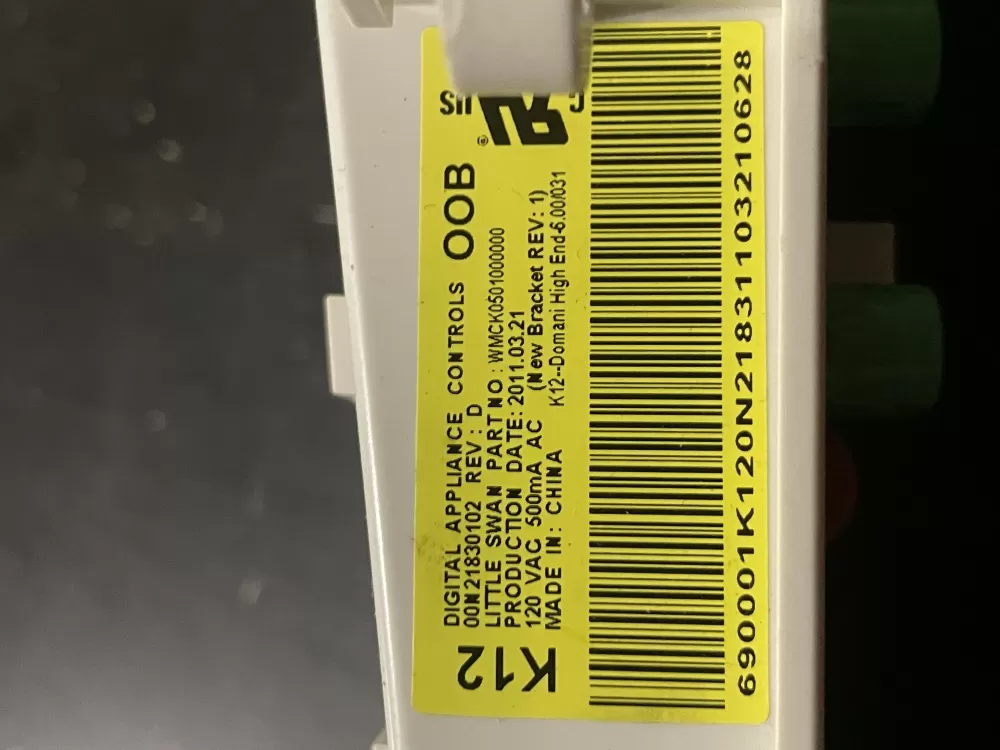 K12
DIGITAL APPLIANCE CONTROLS OOB
00N21830102 REV: D
LITTLE SWAN PART NO: WMCK0501000000
PRODUCTION DATE: 2011.03.21
120 VAC 500mA AC (New Bracket REV: 1)
MADE IN: CHINA K12--Domani High End-6.00/031
US
690001K120N21831103210628